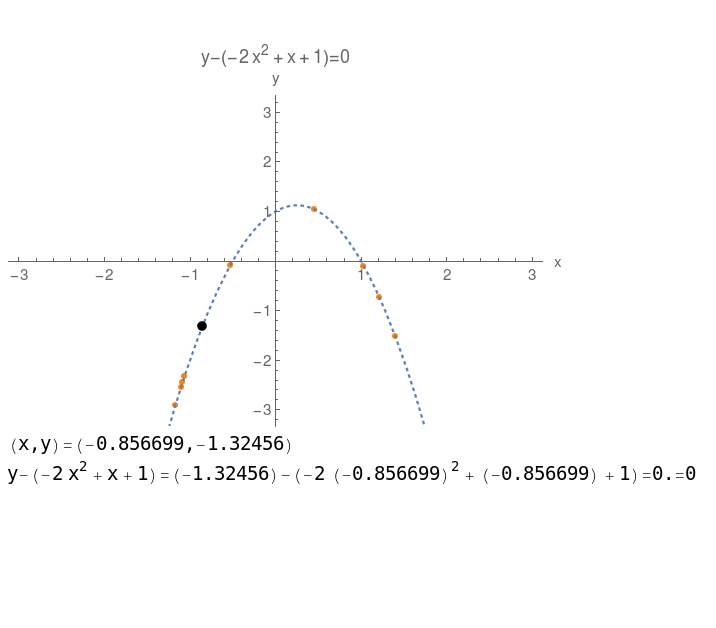 y−(−2 x² + x + 1)=0
y
3
2
1
−3 −2 −1 1 2 3 x
−1
−2
−3
(x,y)=(−0.856699,−1.32456)
y−(−2 x² + x + 1)=(−1.32456)−(−2 (−0.856699)² + (−0.856699) + 1)=0.=0